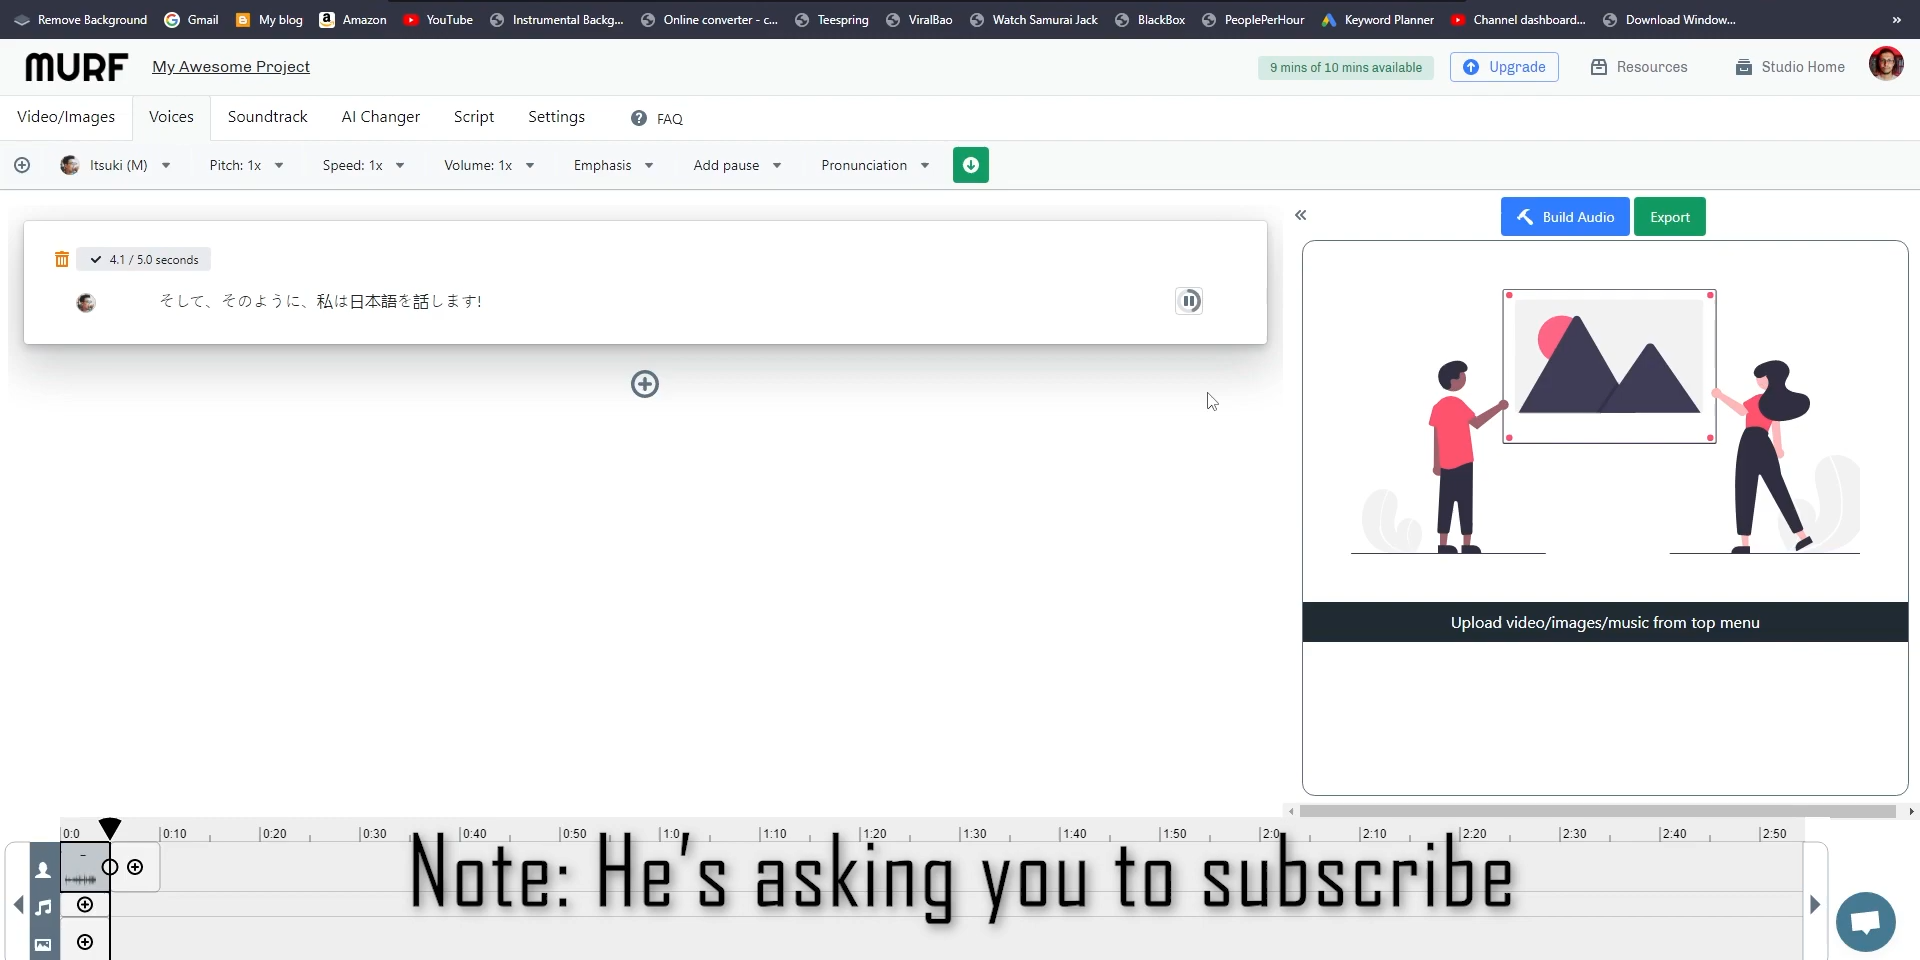 Remove Background Gmail My blog Amazon YouTube Instrumental Backg... Online converter - c... Teespring ViralBao Watch Samurai Jack BlackBox PeoplePerHour Keyword Planner Channel dashboard... Download Window... »
MURF My Awesome Project 9 mins of 10 mins available Upgrade Resources Studio Home
Video/Images Voices Soundtrack AI Changer Script Settings ? FAQ
Itsuki (M) Pitch: 1x Speed: 1x Volume: 1x Emphasis Add pause Pronunciation
« Build Audio Export
4.1 / 5.0 seconds
そして、そのように、私は日本語を話します!
Upload video/images/music from top menu
0:0 0:10 0:20 0:30 0:40 0:50 1:0 1:10 1:20 1:30 1:40 1:50 2:0 2:10 2:20 2:30 2:40 2:50
Note: He's asking you to subscribe